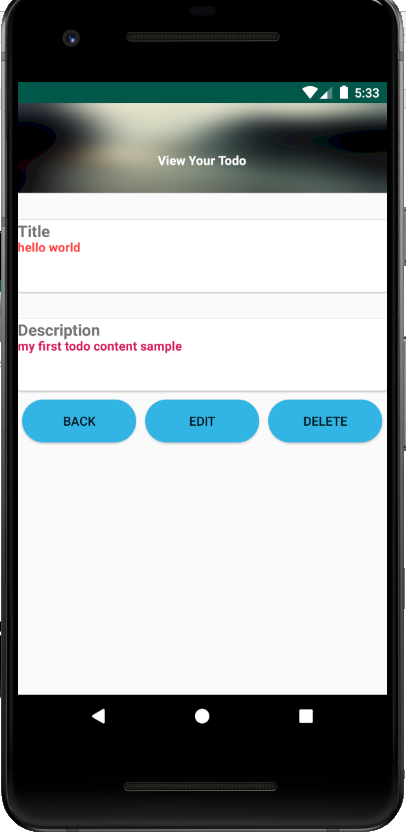 5:33
View Your Todo
Title
hello world
Description
my first todo content sample
BACK EDIT DELETE